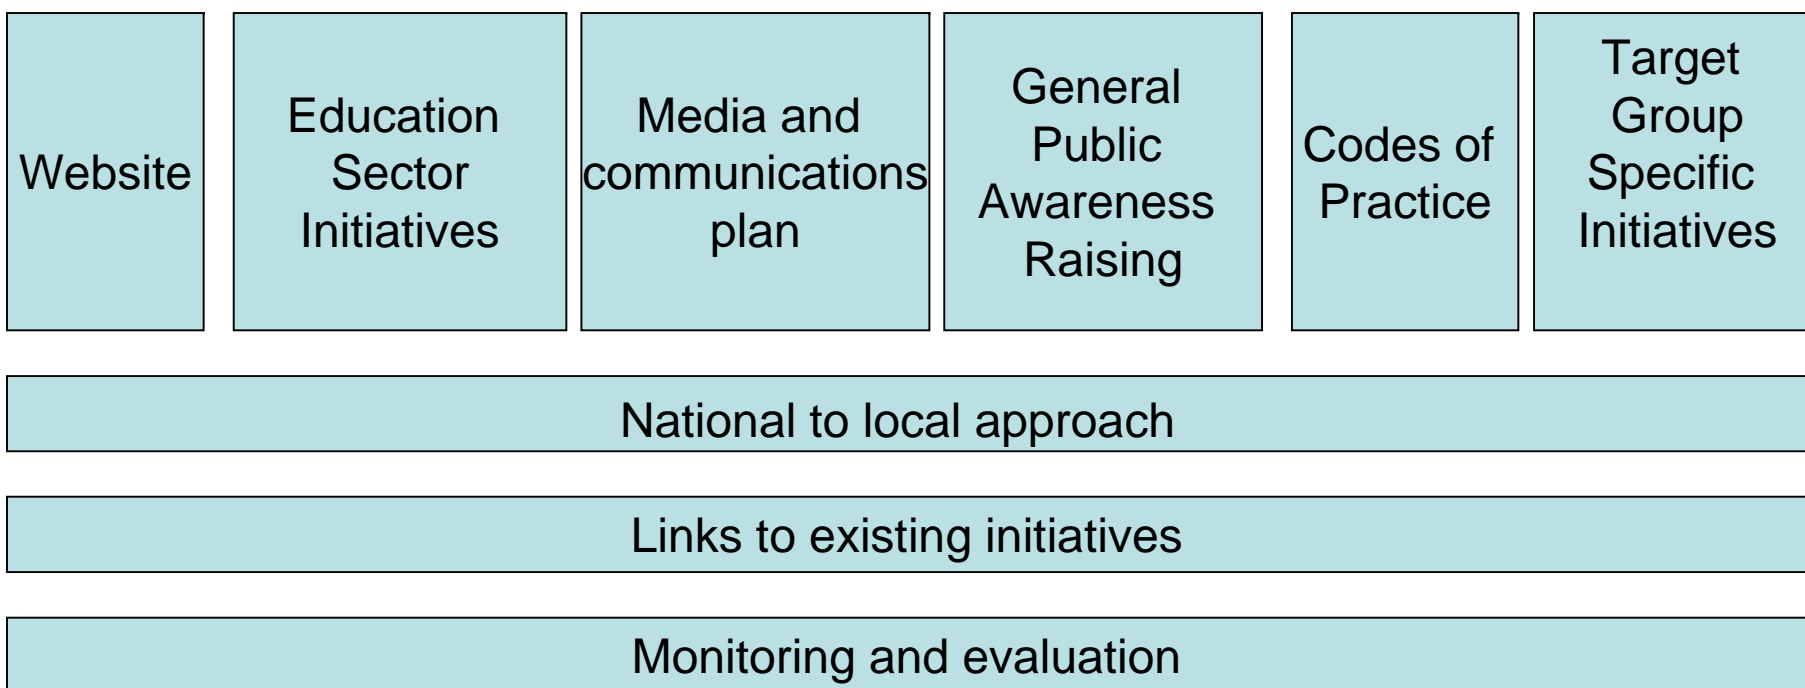 Website
Education
Sector
Initiatives
Media and
communications
plan
General
Public
Awareness
Raising
Codes of
Practice
Target
Group
Specific
Initiatives
National to local approach
Links to existing initiatives
Monitoring and evaluation